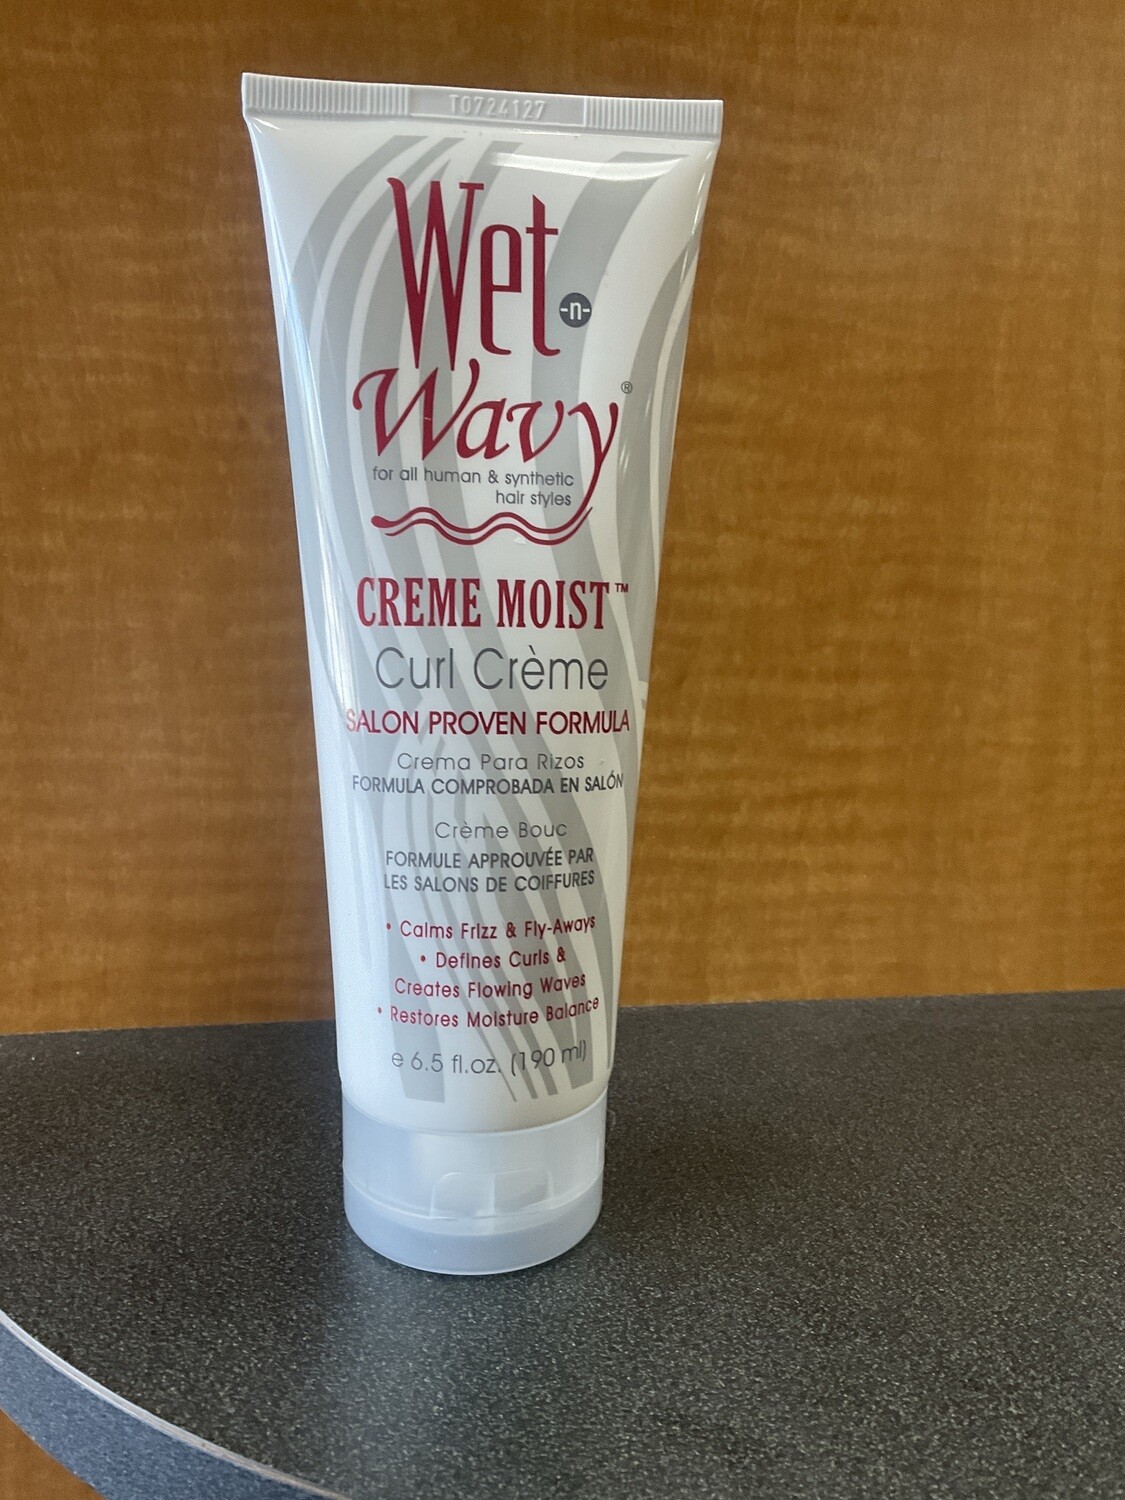 T0724127
Wet
-n-
Wavy®
for all human & synthetic
hair styles
CREME MOIST™
Curl Crème
SALON PROVEN FORMULA
Crema Para Rizos
FORMULA COMPROBADA EN SALÓN
Crème Bouc
FORMULE APPROUVÉE PAR
LES SALONS DE COIFFURES
• Calms Frizz & Fly-Aways
• Defines Curls &
Creates Flowing Waves
• Restores Moisture Balance
e 6.5 fl.oz. (190 ml)